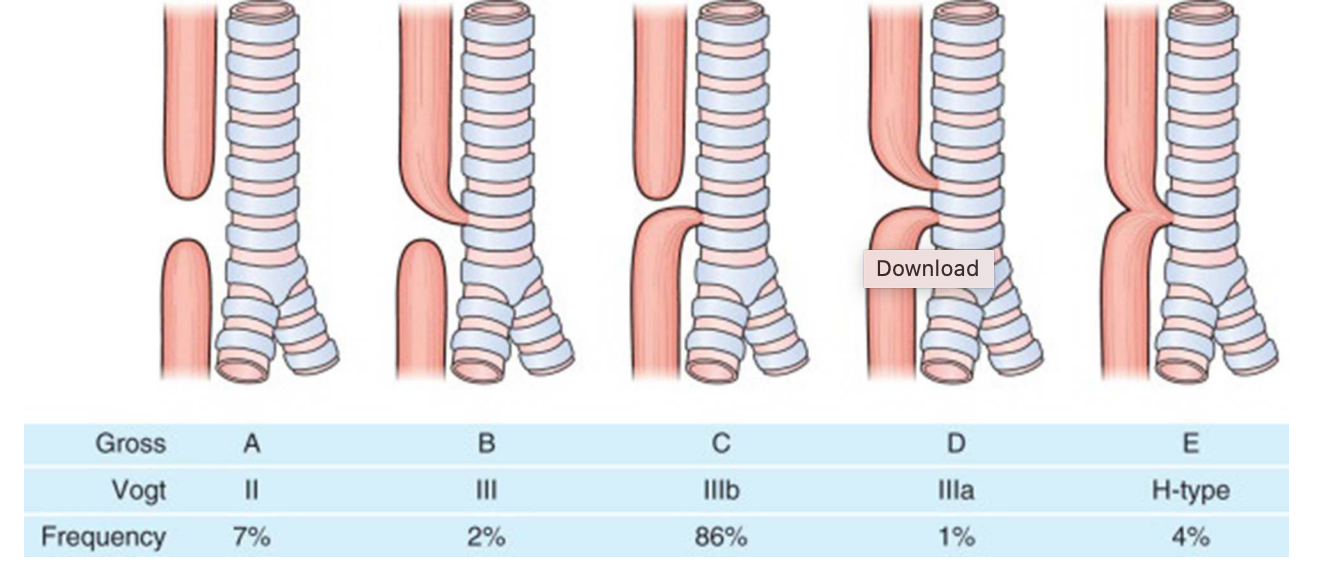 Download
Gross A B C D E
Vogt II III IIIb IIIa H-type
Frequency 7% 2% 86% 1% 4%